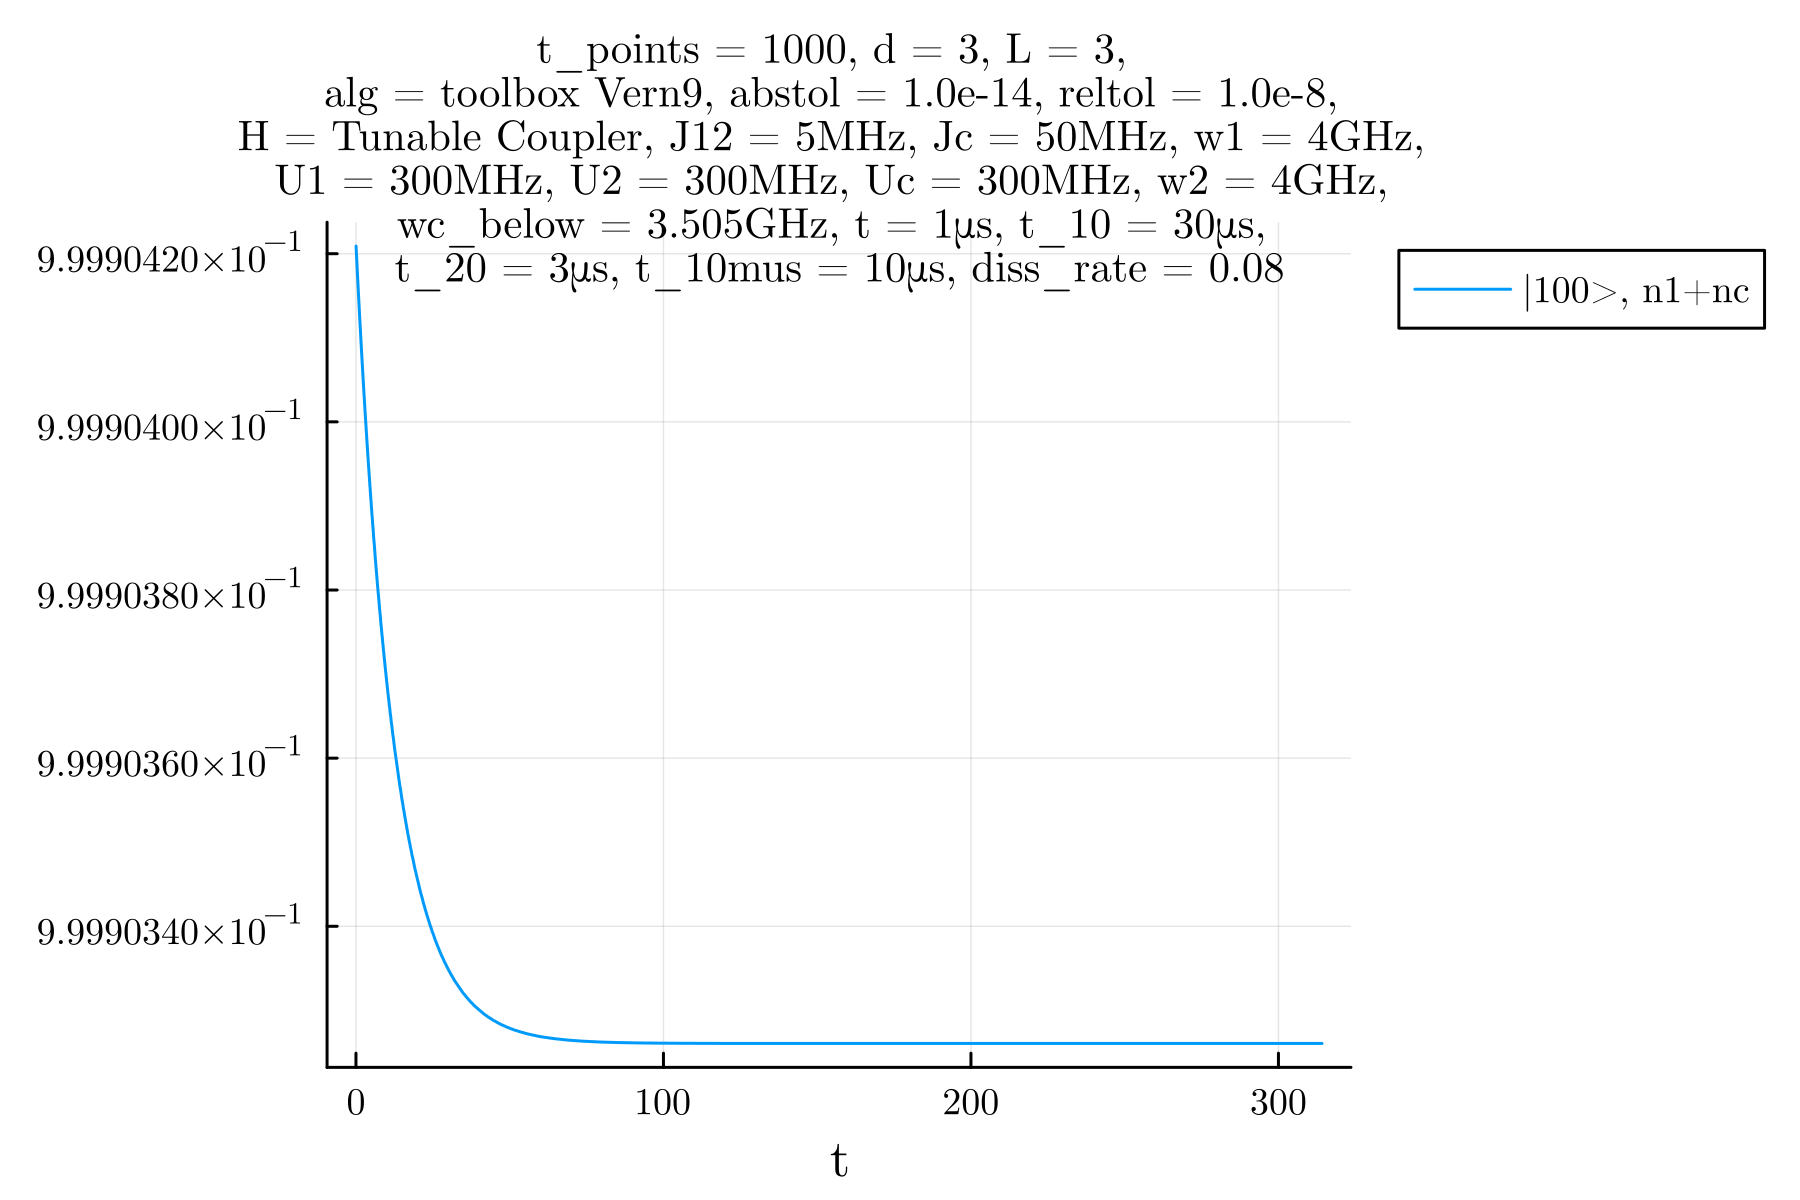 t_points = 1000, d = 3, L = 3,
alg = toolbox Vern9, abstol = 1.0e-14, reltol = 1.0e-8,
H = Tunable Coupler, J12 = 5MHz, Jc = 50MHz, w1 = 4GHz,
U1 = 300MHz, U2 = 300MHz, Uc = 300MHz, w2 = 4GHz,
wc_below = 3.505GHz, t = 1μs, t_10 = 30μs,
t_20 = 3μs, t_10mus = 10μs, diss_rate = 0.08
|100>, n1+nc
9.9990420×10⁻¹
9.9990400×10⁻¹
9.9990380×10⁻¹
9.9990360×10⁻¹
9.9990340×10⁻¹
0 100 200 300
t